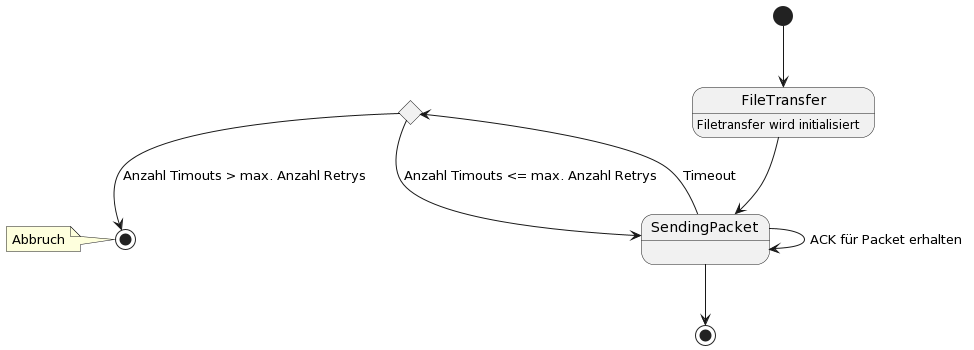 FileTransfer
Filetransfer wird initialisiert
Anzahl Timouts > max. Anzahl Retrys
Anzahl Timouts <= max. Anzahl Retrys
Timeout
SendingPacket
ACK für Packet erhalten
Abbruch